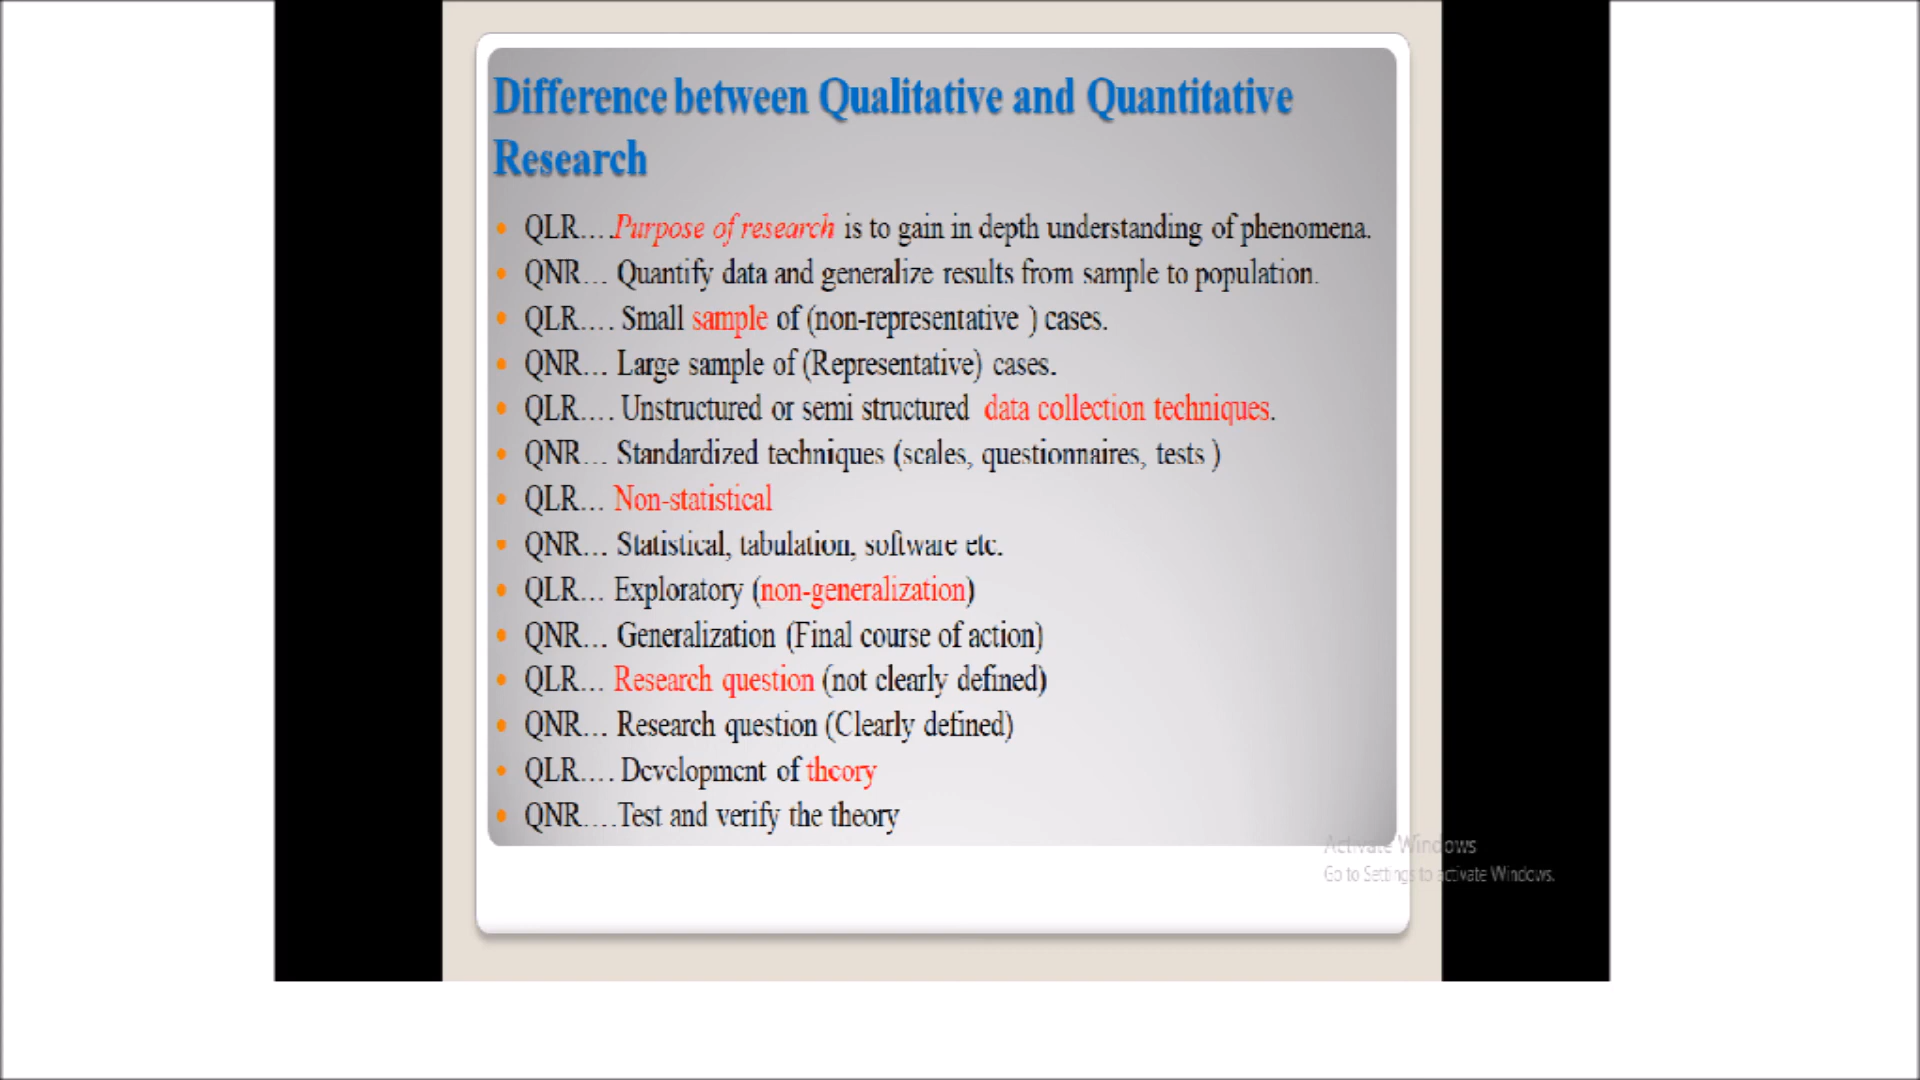 Difference between Qualitative and Quantitative
Research
• QLR….Purpose of research is to gain in depth understanding of phenomena.
• QNR… Quantify data and generalize results from sample to population.
• QLR…. Small sample of (non-representative ) cases.
• QNR… Large sample of (Representative) cases.
• QLR…. Unstructured or semi structured data collection techniques.
• QNR… Standardized techniques (scales, questionnaires, tests )
• QLR… Non-statistical
• QNR… Statistical, tabulation, software etc.
• QLR… Exploratory (non-generalization)
• QNR… Generalization (Final course of action)
• QLR… Research question (not clearly defined)
• QNR… Research question (Clearly defined)
• QLR…. Development of theory
• QNR….Test and verify the theory
Activate Windows
Go to Settings to activate Windows.